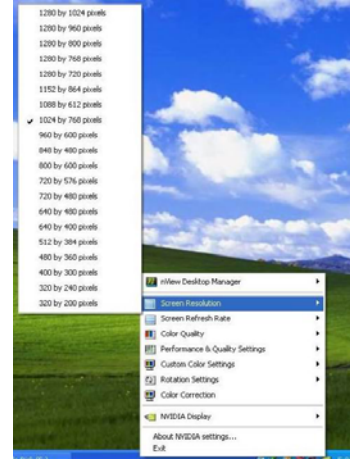 1280 by 1024 pixels
1280 by 960 pixels
1280 by 800 pixels
1280 by 768 pixels
1280 by 720 pixels
1152 by 864 pixels
1088 by 612 pixels
1024 by 768 pixels
960 by 600 pixels
848 by 480 pixels
800 by 600 pixels
720 by 576 pixels
720 by 480 pixels
640 by 480 pixels
640 by 400 pixels
512 by 384 pixels
480 by 360 pixels
400 by 300 pixels
320 by 240 pixels
320 by 200 pixels
nView Desktop Manager
Screen Resolution
Screen Refresh Rate
Color Quality
Performance & Quality Settings
Custom Color Settings
Rotation Settings
Color Correction
NVIDIA Display
About NVIDIA settings...
Exit